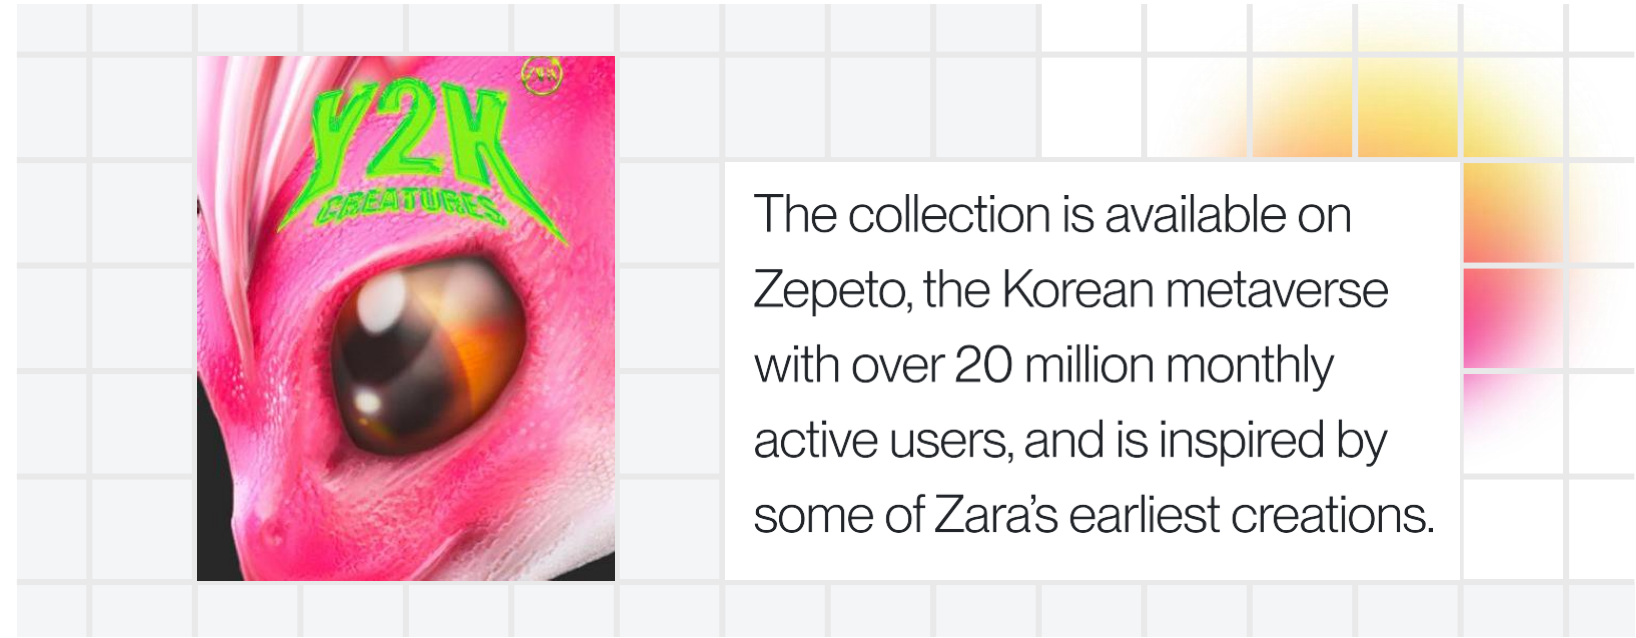 Y2K
CREATURES
The collection is available on
Zepeto, the Korean metaverse
with over 20 million monthly
active users, and is inspired by
some of Zara’s earliest creations.